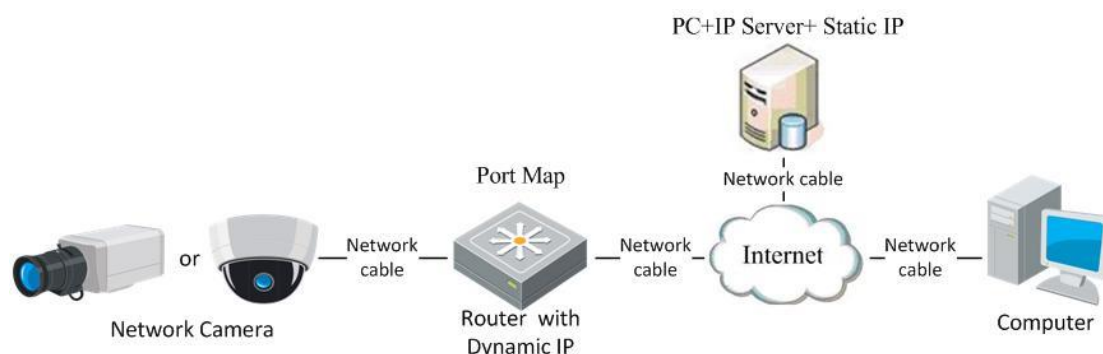 PC+IP Server+ Static IP
Network cable
Port Map
or
Network
cable
Network
cable
Internet
Network
cable
Network Camera
Router with
Dynamic IP
Computer